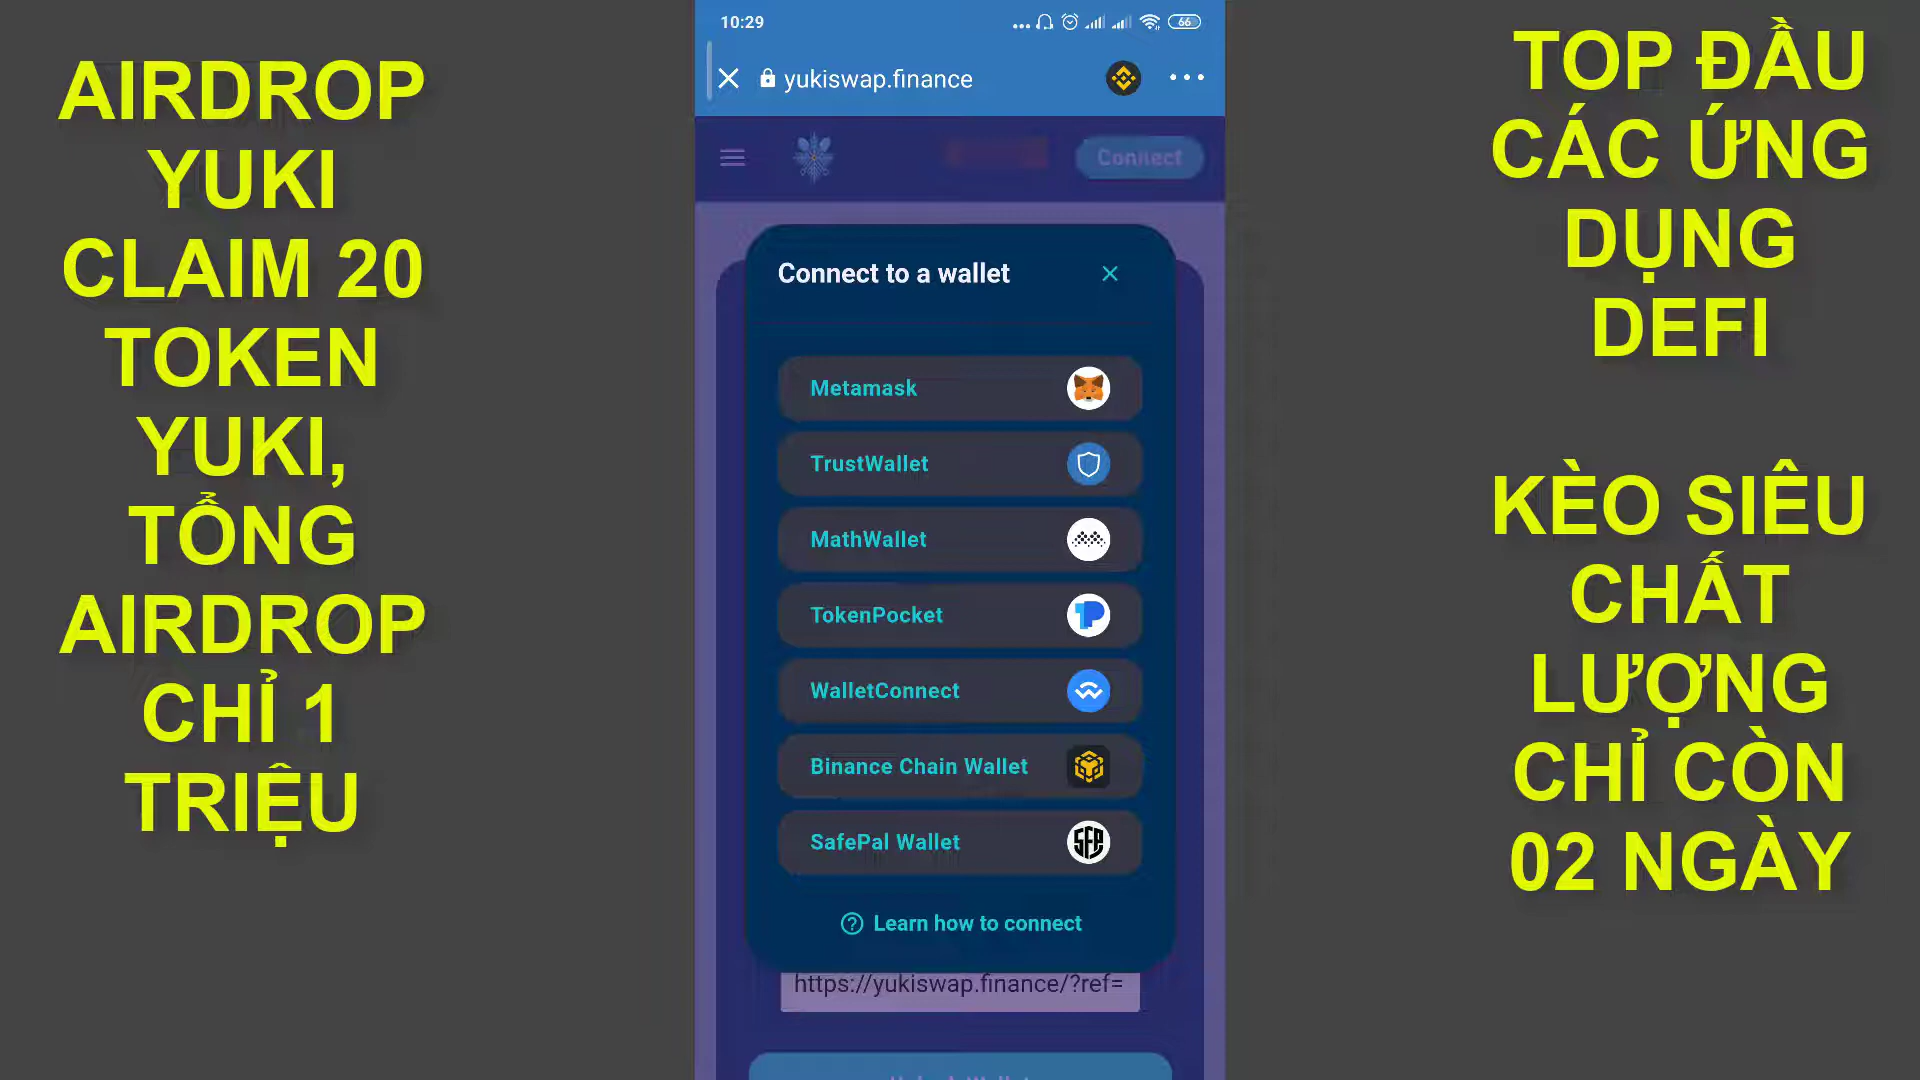 AIRDROP
YUKI
CLAIM 20
TOKEN
YUKI,
TỔNG
AIRDROP
CHỈ 1
TRIỆU
10:29
66
yukiswap.finance
Connect
Connect to a wallet
Metamask
TrustWallet
MathWallet
TokenPocket
WalletConnect
Binance Chain Wallet
SafePal Wallet
SFP
Learn how to connect
https://yukiswap.finance/?ref=
TOP ĐẦU
CÁC ỨNG
DỤNG
DEFI
KÈO SIÊU
CHẤT
LƯỢNG
CHỈ CÒN
02 NGÀY